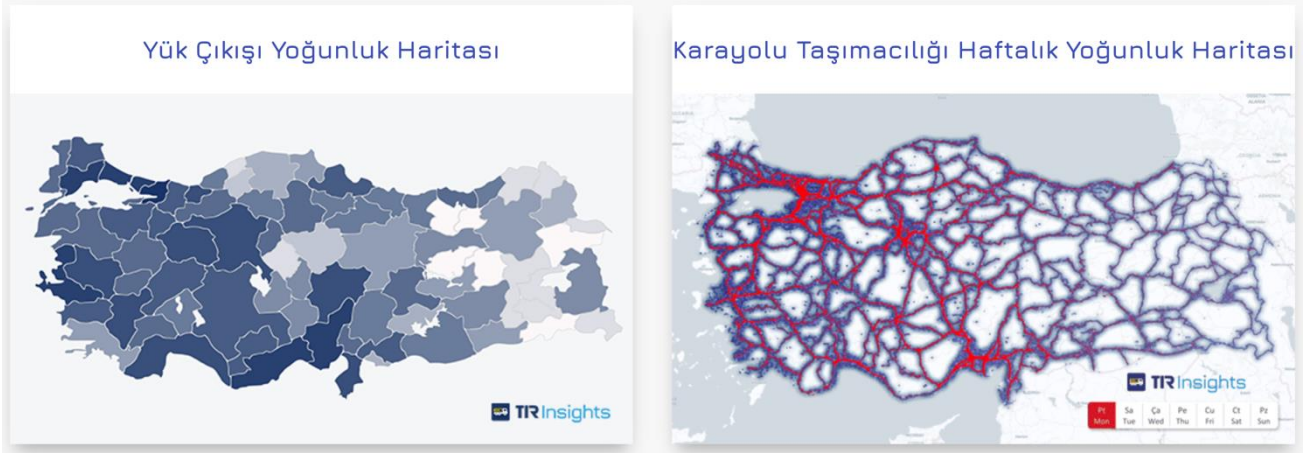 Yük Çıkışı Yoğunluk Haritası
TIR Insights
Karayolu Taşımacılığı Haftalık Yoğunluk Haritası
TIR Insights
Pt Sa Ça Pe Cu Ct Pz
Mon Tue Wed Thu Fri Sat Sun